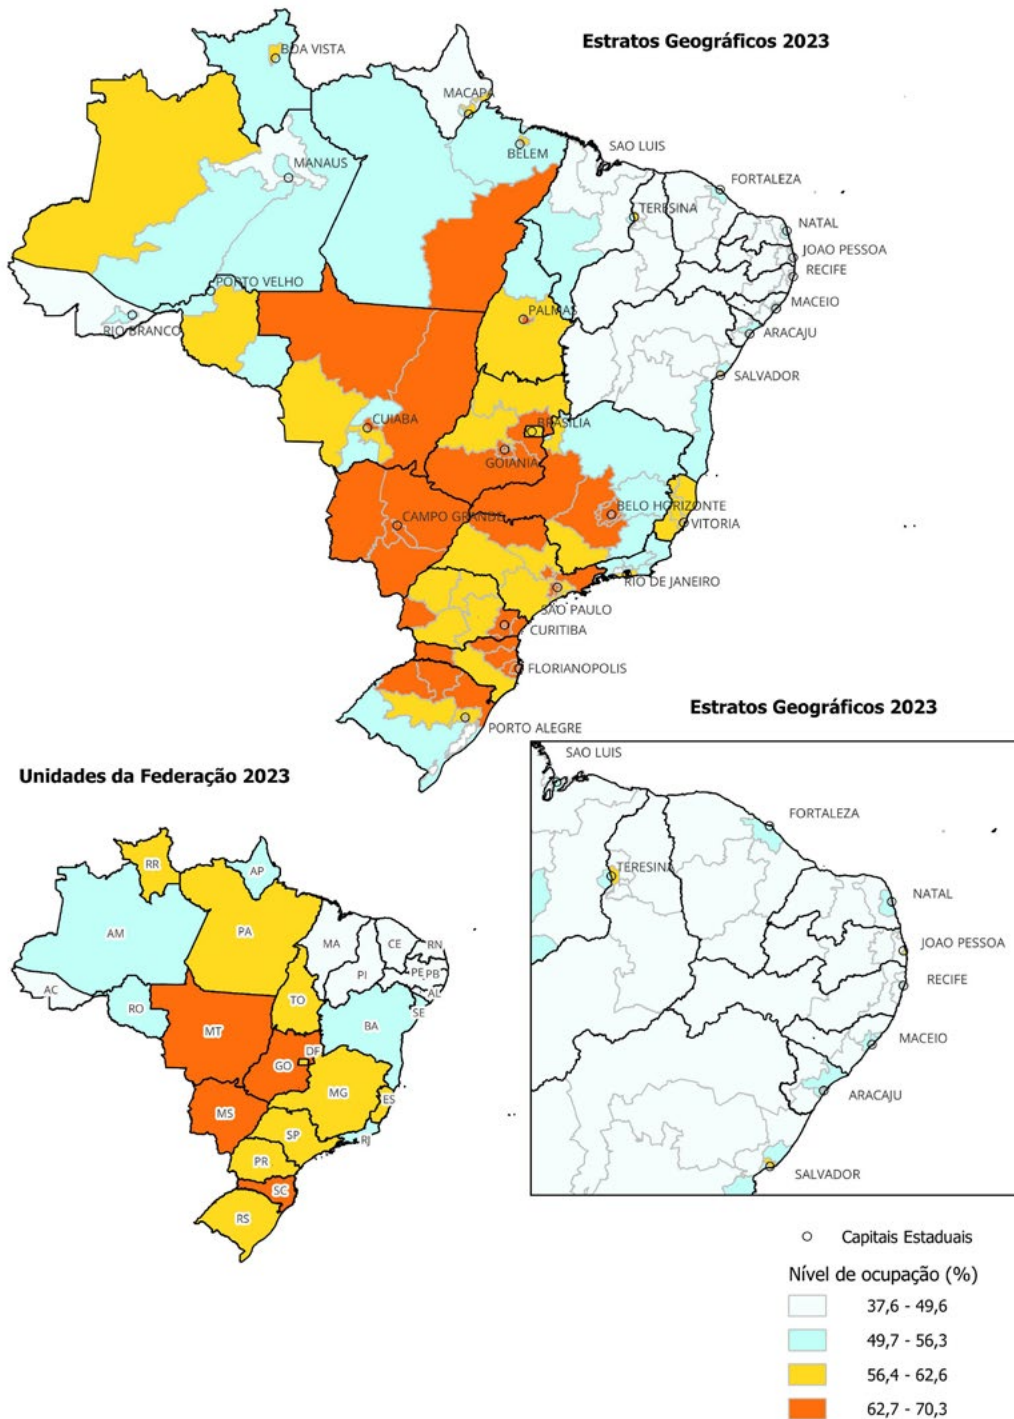 Estratos Geográficos 2023
BOA VISTA
MACAPA
BELEM
SAO LUIS
MANAUS
FORTALEZA
TERESINA
NATAL
JOAO PESSOA
RECIFE
PORTO VELHO
MACEIO
PALMAS
RIO BRANCO
ARACAJU
SALVADOR
CUIABA
BRASILIA
GOIANIA
BELO HORIZONTE
CAMPO GRANDE
VITORIA
RIO DE JANEIRO
SAO PAULO
CURITIBA
FLORIANOPOLIS
PORTO ALEGRE
Unidades da Federação 2023
RR
AP
AM
PA
MA
CE
RN
PI
PE
PB
AC
AL
RO
TO
SE
BA
MT
DF
GO
MG
ES
MS
SP
RJ
PR
SC
RS
Estratos Geográficos 2023
SAO LUIS
FORTALEZA
TERESINA
NATAL
JOAO PESSOA
RECIFE
MACEIO
ARACAJU
SALVADOR
Capitais Estaduais
Nível de ocupação (%)
37,6 - 49,6
49,7 - 56,3
56,4 - 62,6
62,7 - 70,3